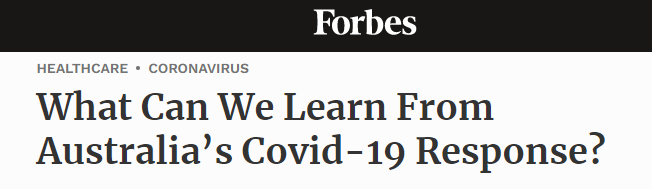 Forbes
HEALTHCARE • CORONAVIRUS
What Can We Learn From
Australia’s Covid-19 Response?